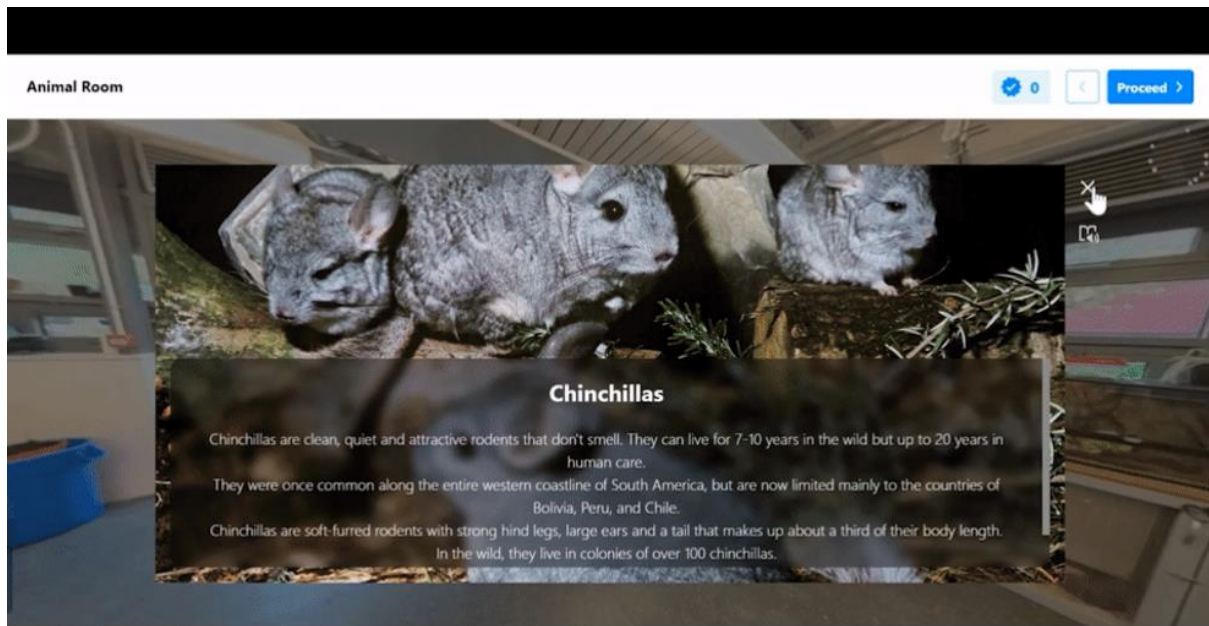 Animal Room
0
Proceed
Chinchillas
Chinchillas are clean, quiet and attractive rodents that don't smell. They can live for 7-10 years in the wild but up to 20 years in
human care.
They were once common along the entire western coastline of South America, but are now limited mainly to the countries of
Bolivia, Peru, and Chile.
Chinchillas are soft-furred rodents with strong hind legs, large ears and a tail that makes up about a third of their body length.
In the wild, they live in colonies of over 100 chinchillas.